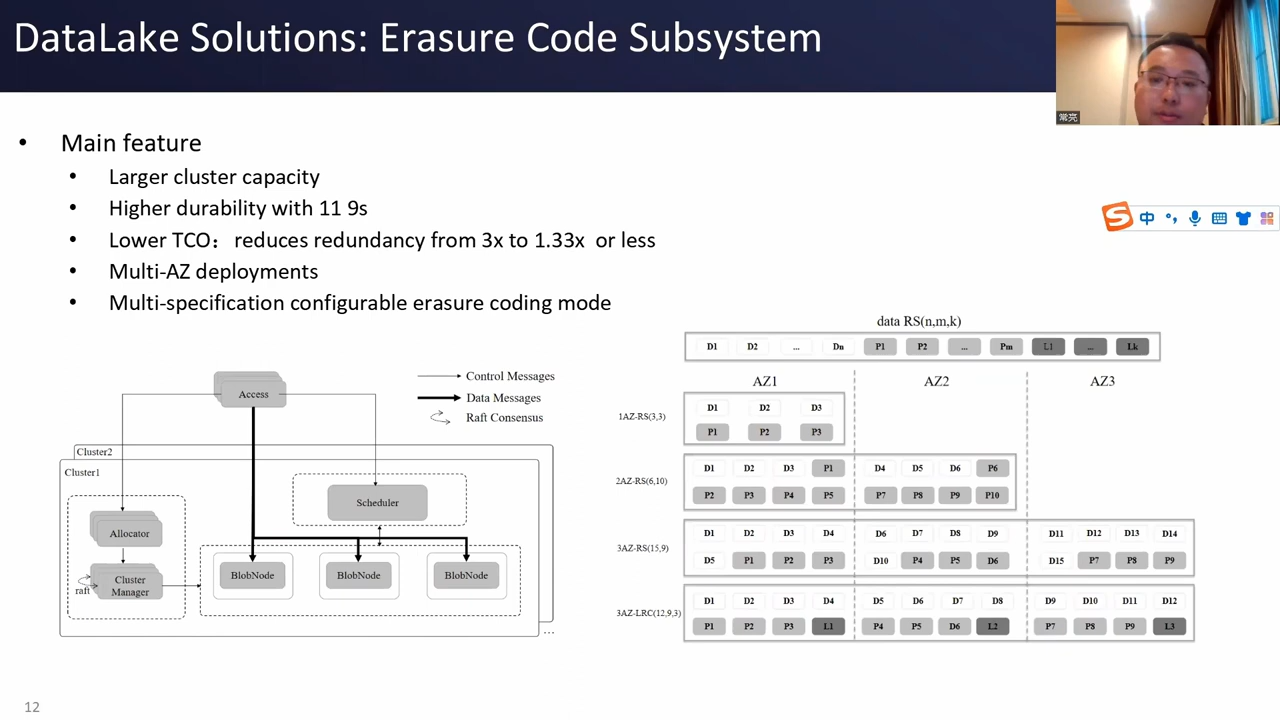 DataLake Solutions: Erasure Code Subsystem
常亮
• Main feature
• Larger cluster capacity
• Higher durability with 11 9s
• Lower TCO：reduces redundancy from 3x to 1.33x or less
• Multi-AZ deployments
• Multi-specification configurable erasure coding mode
中
Access
Control Messages
Data Messages
Raft Consensus
Cluster2
Cluster1
Scheduler
Allocator
Cluster
Manager
raft
BlobNode BlobNode BlobNode
...
data RS(n,m,k)
D1 D2 ... Dn P1 P2 ... Pm L1 ... Lk
AZ1 AZ2 AZ3
1AZ-RS(3,3)
D1 D2 D3
P1 P2 P3
2AZ-RS(6,10)
D1 D2 D3 P1 D4 D5 D6 P6
P2 P3 P4 P5 P7 P8 P9 P10
3AZ-RS(15,9)
D1 D2 D3 D4 D6 D7 D8 D9 D11 D12 D13 D14
D5 P1 P2 P3 D10 P4 P5 D6 D15 P7 P8 P9
3AZ-LRC(12,9,3)
D1 D2 D3 D4 D5 D6 D7 D8 D9 D10 D11 D12
P1 P2 P3 L1 P4 P5 D6 L2 P7 P8 P9 L3
12